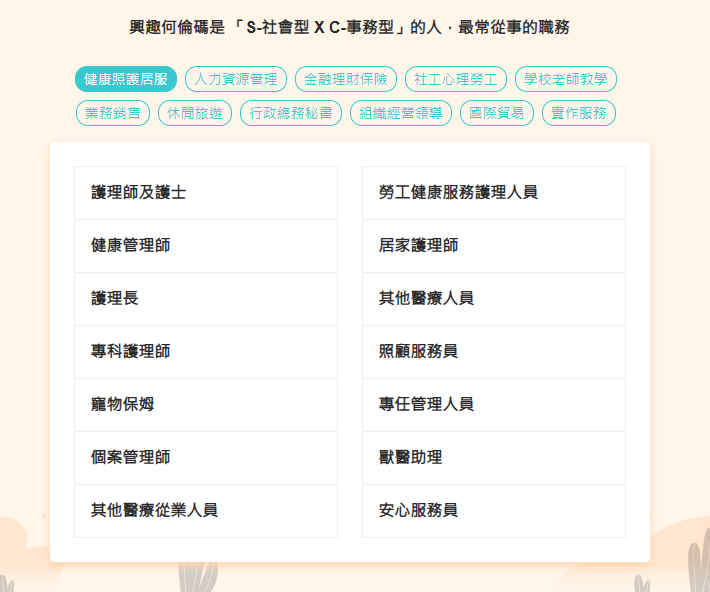 興趣何倫碼是「S-社會型 X C-事務型」的人，最常從事的職務
健康照護居服 人力資源管理 金融理財保險 社工心理勞工 學校老師教學
業務銷售 休閒旅遊 行政總務秘書 組織經營領導 國際貿易 實作服務
護理師及護士 勞工健康服務護理人員
健康管理師 居家護理師
護理長 其他醫療人員
專科護理師 照顧服務員
寵物保姆 專任管理人員
個案管理師 獸醫助理
其他醫療從業人員 安心服務員